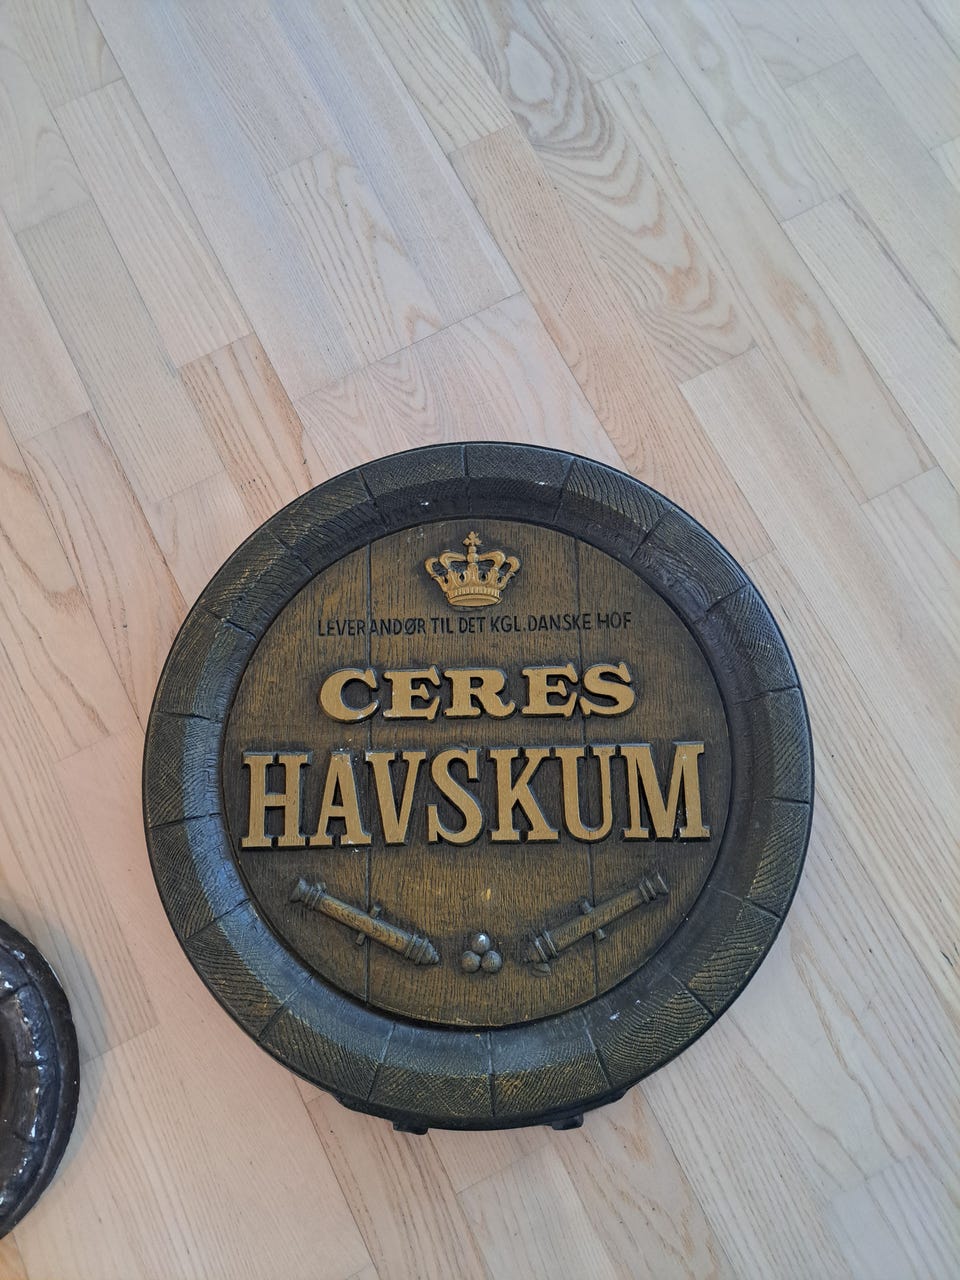 LEVERANDØR TIL DET KGL. DANSKE HOF
CERES
HAVSKUM